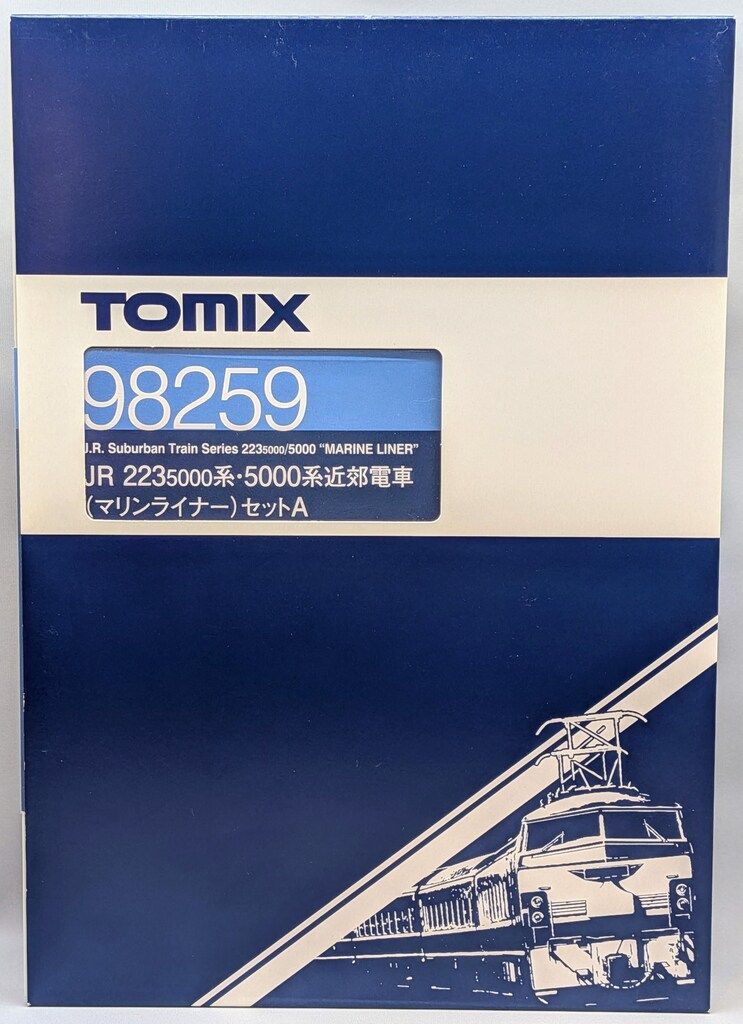 TOMIX
98259
J.R. Suburban Train Series 2235000/5000 “MARINE LINER”
JR 2235000系・5000系近郊電車
(マリンライナー)セットA